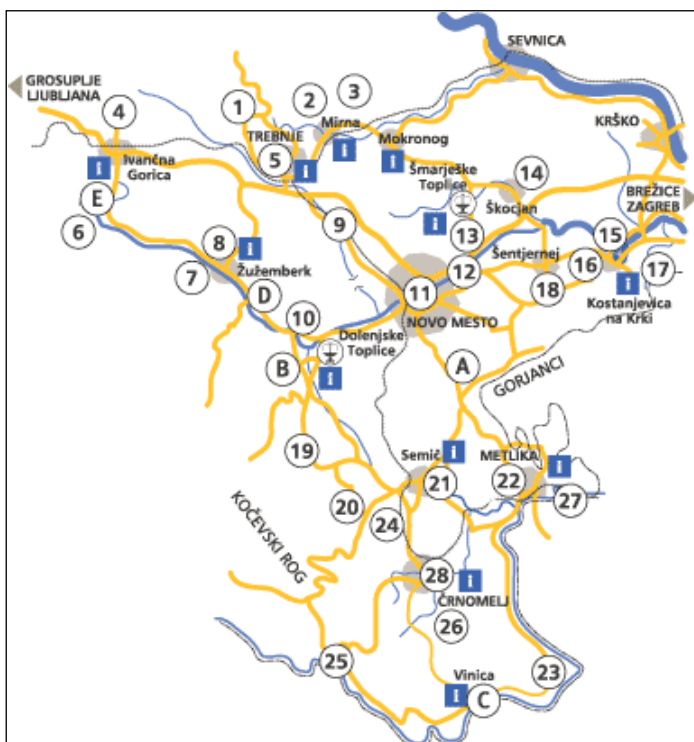 SEVNICA
GROSUPLJE
LJUBLJANA
4
1
2
3
Mirna
KRŠKO
TREBNJE
5
i
i
Mokronog
i
Ivančna
Gorica
i
Šmarješke
Toplice
14
BREŽICE
ZAGREB
E
Škocjan
6
8
i
9
i
13
Šentjernej
15
7
Žužemberk
12
16
17
D
11
18
i
Kostanjevica
na Krki
10
NOVO MESTO
Dolenjske
Toplice
B
i
A
GORJANCI
19
Semič
i
METLIKA
i
21
22
20
27
KOČEVSKI ROG
24
28
i
ČRNOMELJ
26
25
Vinica
23
i
C